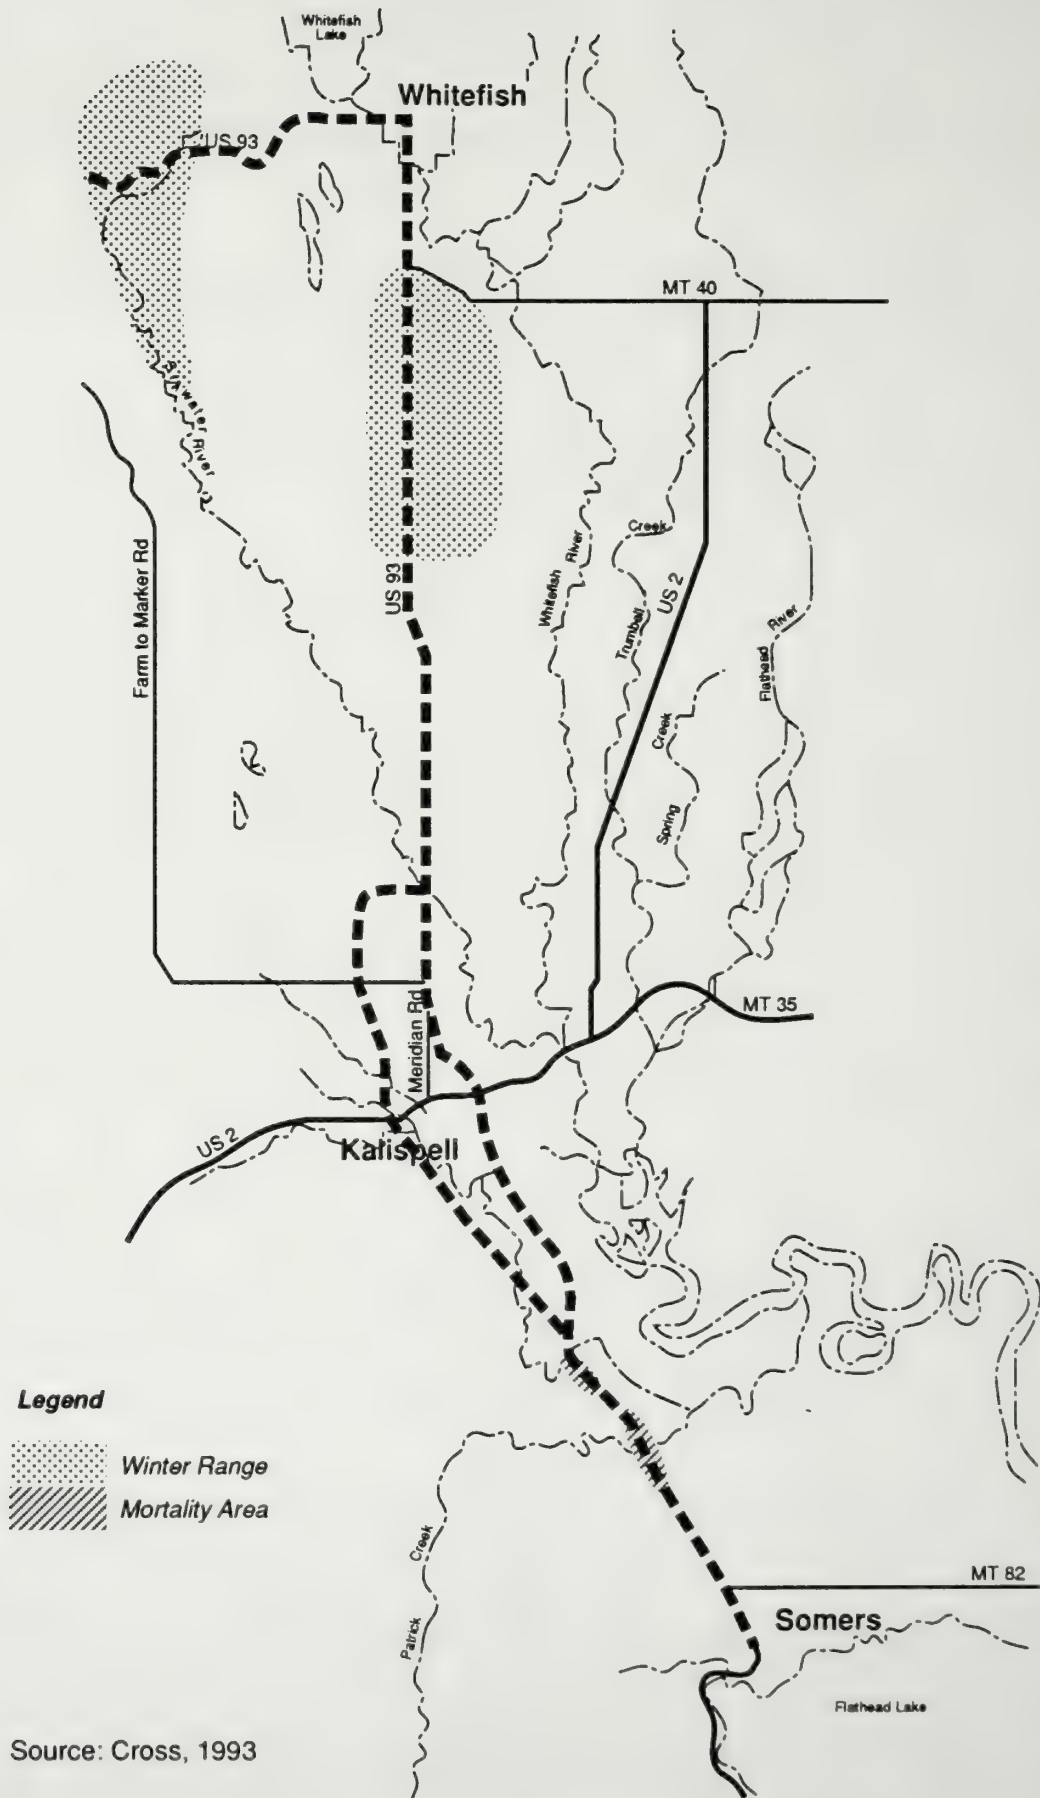 Whitefish
Lake
Whitefish
US 93
MT 40
Stillwater River
Farm to Marker Rd
US 93
Whitefish River
Creek
Trumbell
US 2
Flathead River
Creek
Spring
Meridian Rd
MT 35
US 2
Kalispell
Legend
Winter Range
Mortality Area
Creek
Patrick
MT 82
Somers
Flathead Lake
Source: Cross, 1993